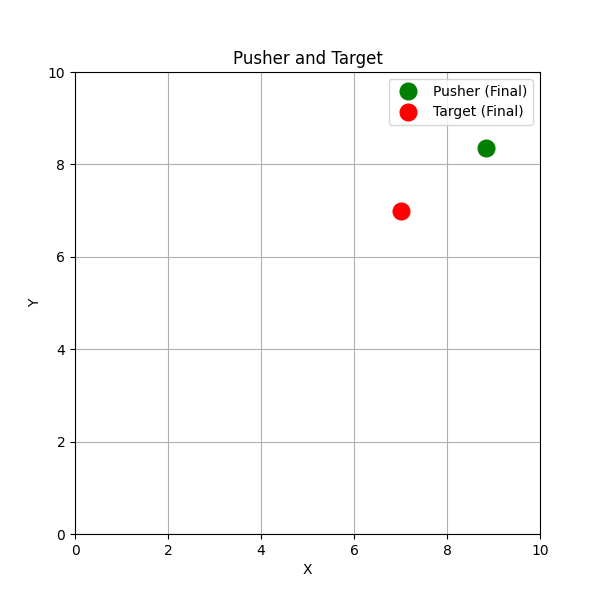 Pusher and Target
Pusher (Final)
Target (Final)
10
8
6
4
2
0
Y
0 2 4 6 8 10
X